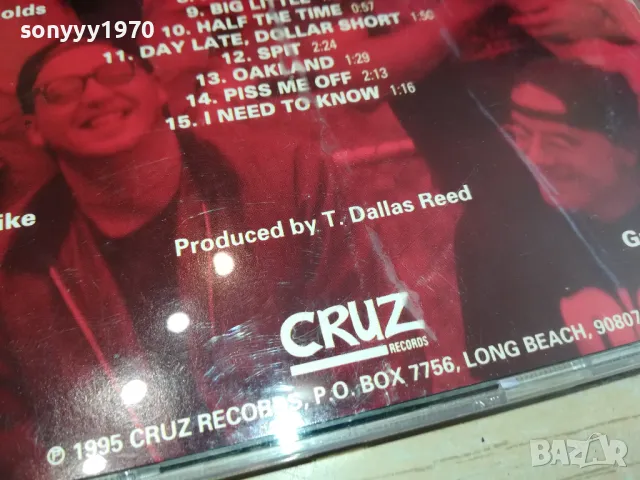 sonyyy1970
olds
9. BIG LITTLE
10. HALF THE TIME 0:57
11. DAY LATE, DOLLAR SHORT 1:50
12. SPIT 2:24
13. OAKLAND 1:29
14. PISS ME OFF 2:13
15. I NEED TO KNOW 1:16
ike
Produced by T. Dallas Reed
G
CRUZ
RECORDS
℗ 1995 CRUZ RECORDS, P.O. BOX 7756, LONG BEACH, 90807
bazar